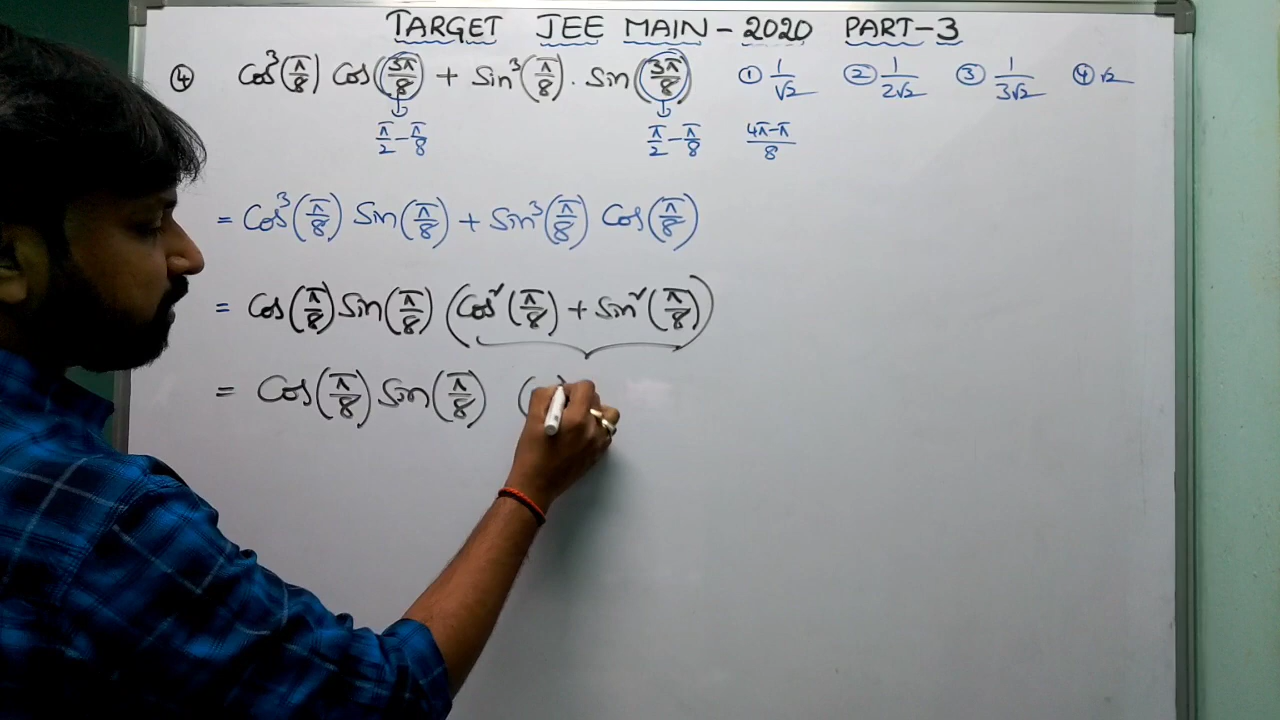 TARGET JEE MAIN - 2020 PART-3
④ Cos³(π/8) Cos(3π/8) + Sin³(π/8) . Sin(3π/8) ① 1/√2 ② 1/2√2 ③ 1/3√2 ④ √2
π/2 - π/8 π/2 - π/8 4π-π/8
= Cos³(π/8) Sin(π/8) + Sin³(π/8) Cos(π/8)
= Cos(π/8) Sin(π/8) (Cos²(π/8) + Sin²(π/8))
= Cos(π/8) Sin(π/8) (